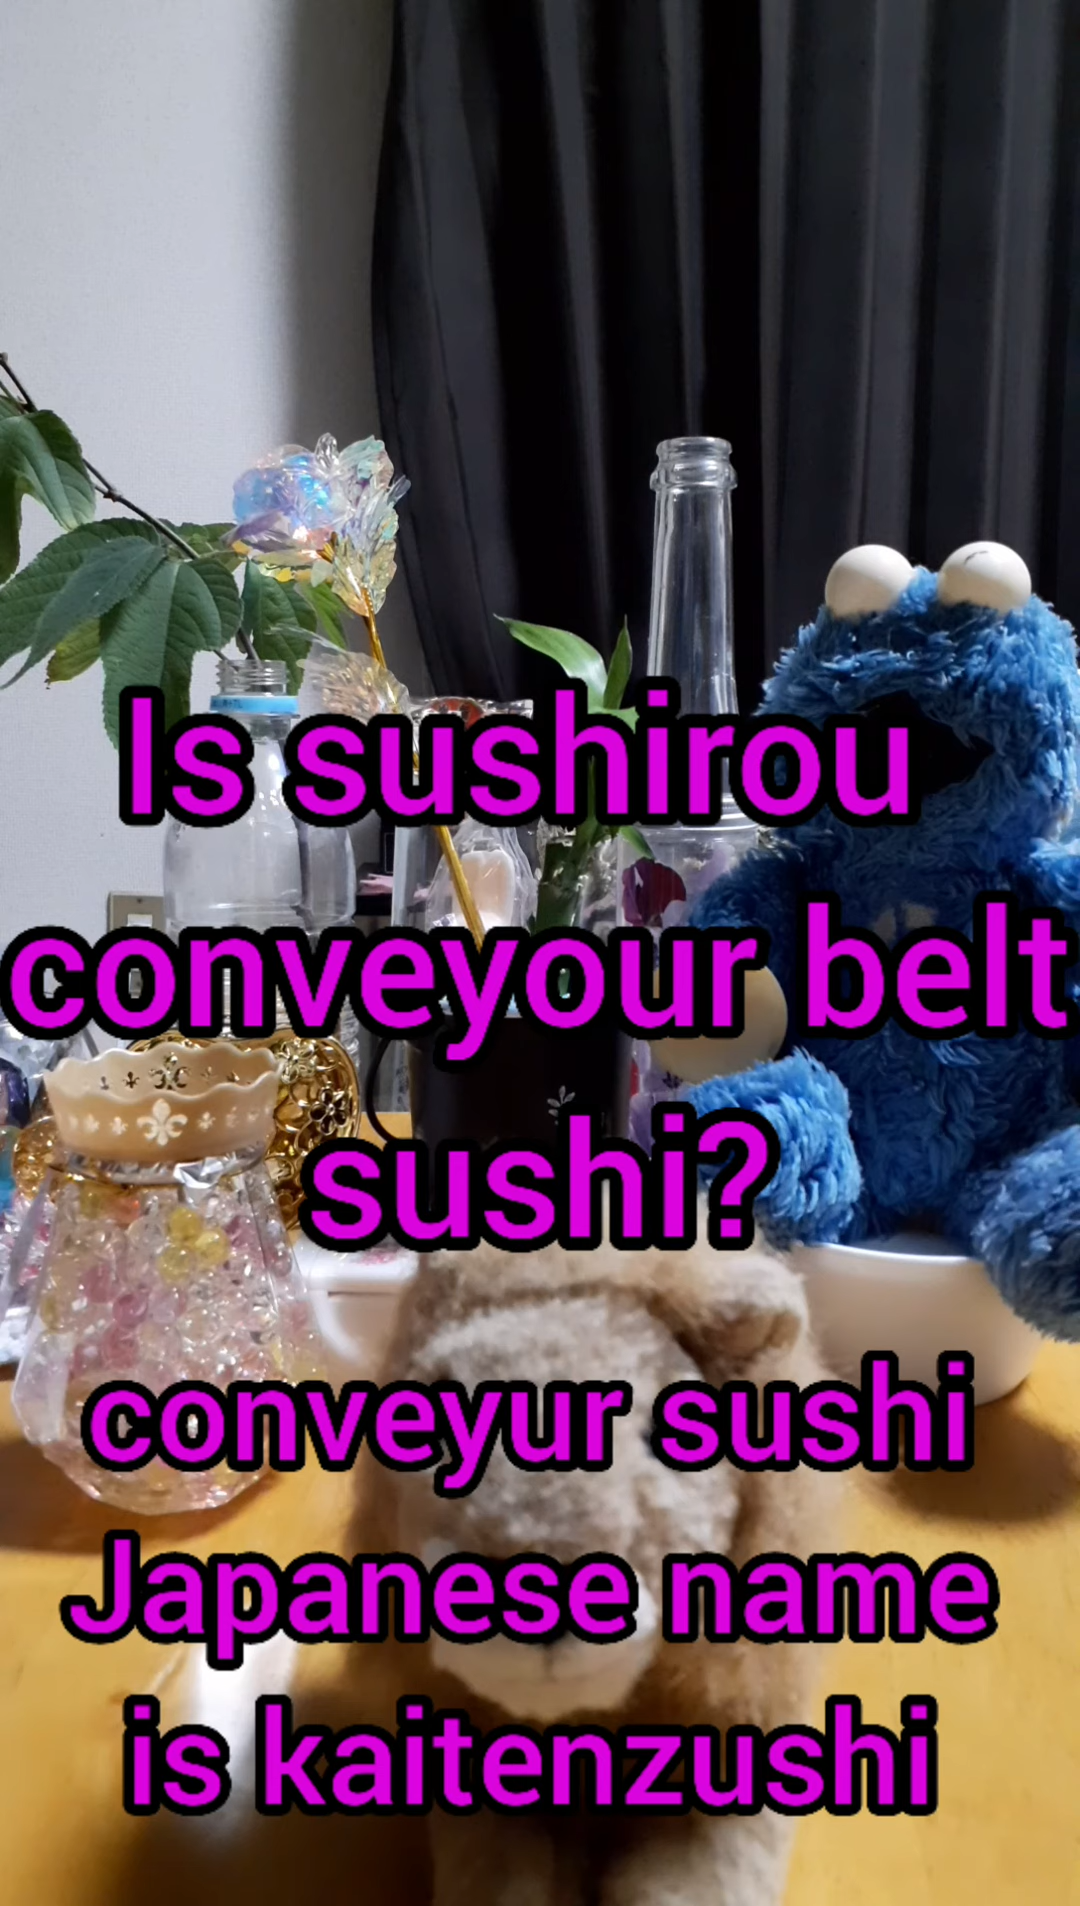 Is sushirou
conveyour belt
sushi?
conveyur sushi
Japanese name
is kaitenzushi